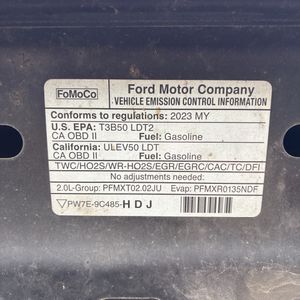 FoMoCo
Ford Motor Company
VEHICLE EMISSION CONTROL INFORMATION
Conforms to regulations: 2023 MY
U.S. EPA: T3B50 LDT2
CA OBD II Fuel: Gasoline
California: ULEV50 LDT
CA OBD II Fuel: Gasoline
TWC/HO2S/WR-HO2S/EGR/EGRC/CAC/TC/DFI
No adjustments needed.
2.0L-Group: PFMXT02.02JU Evap: PFMXR0135NDF
PW7E-9C485-HDJ